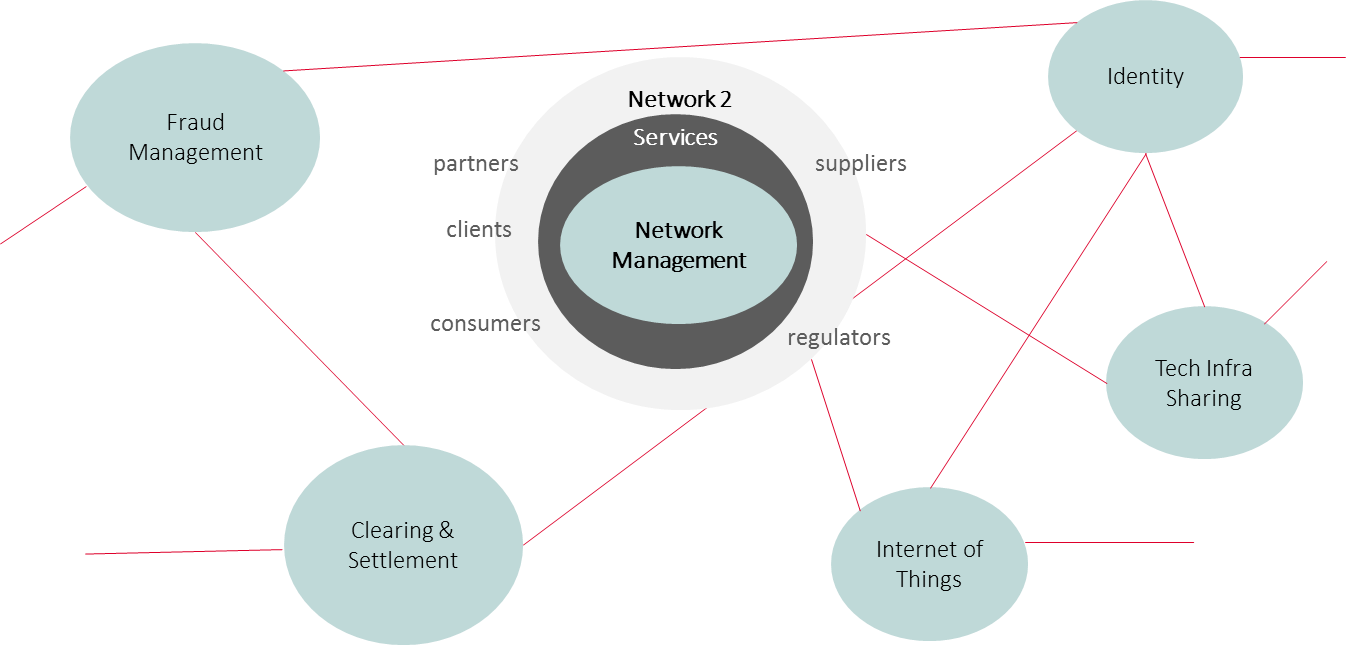 Identity
Network 2
Fraud
Management
Services
partners
suppliers
clients
Network
Management
consumers
regulators
Tech Infra
Sharing
Clearing &
Settlement
Internet of
Things